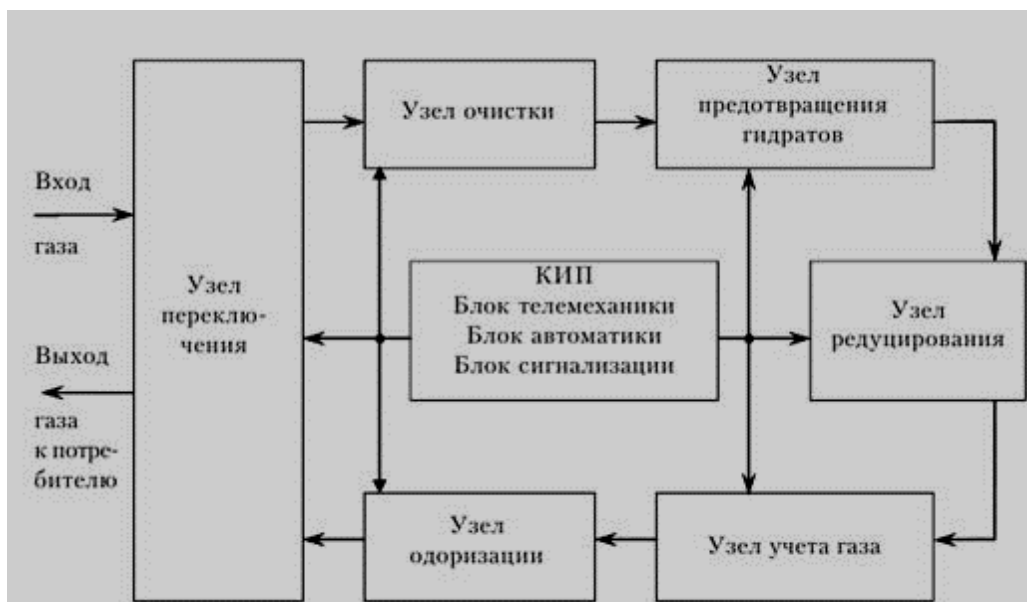 Вход
газа
Выход
газа
к потре-
бителю
Узел
переклю-
чения
Узел очистки
Узел
предотвращения
гидратов
КИП
Блок телемеханики
Блок автоматики
Блок сигнализации
Узел
редуцирования
Узел
одоризации
Узел учета газа